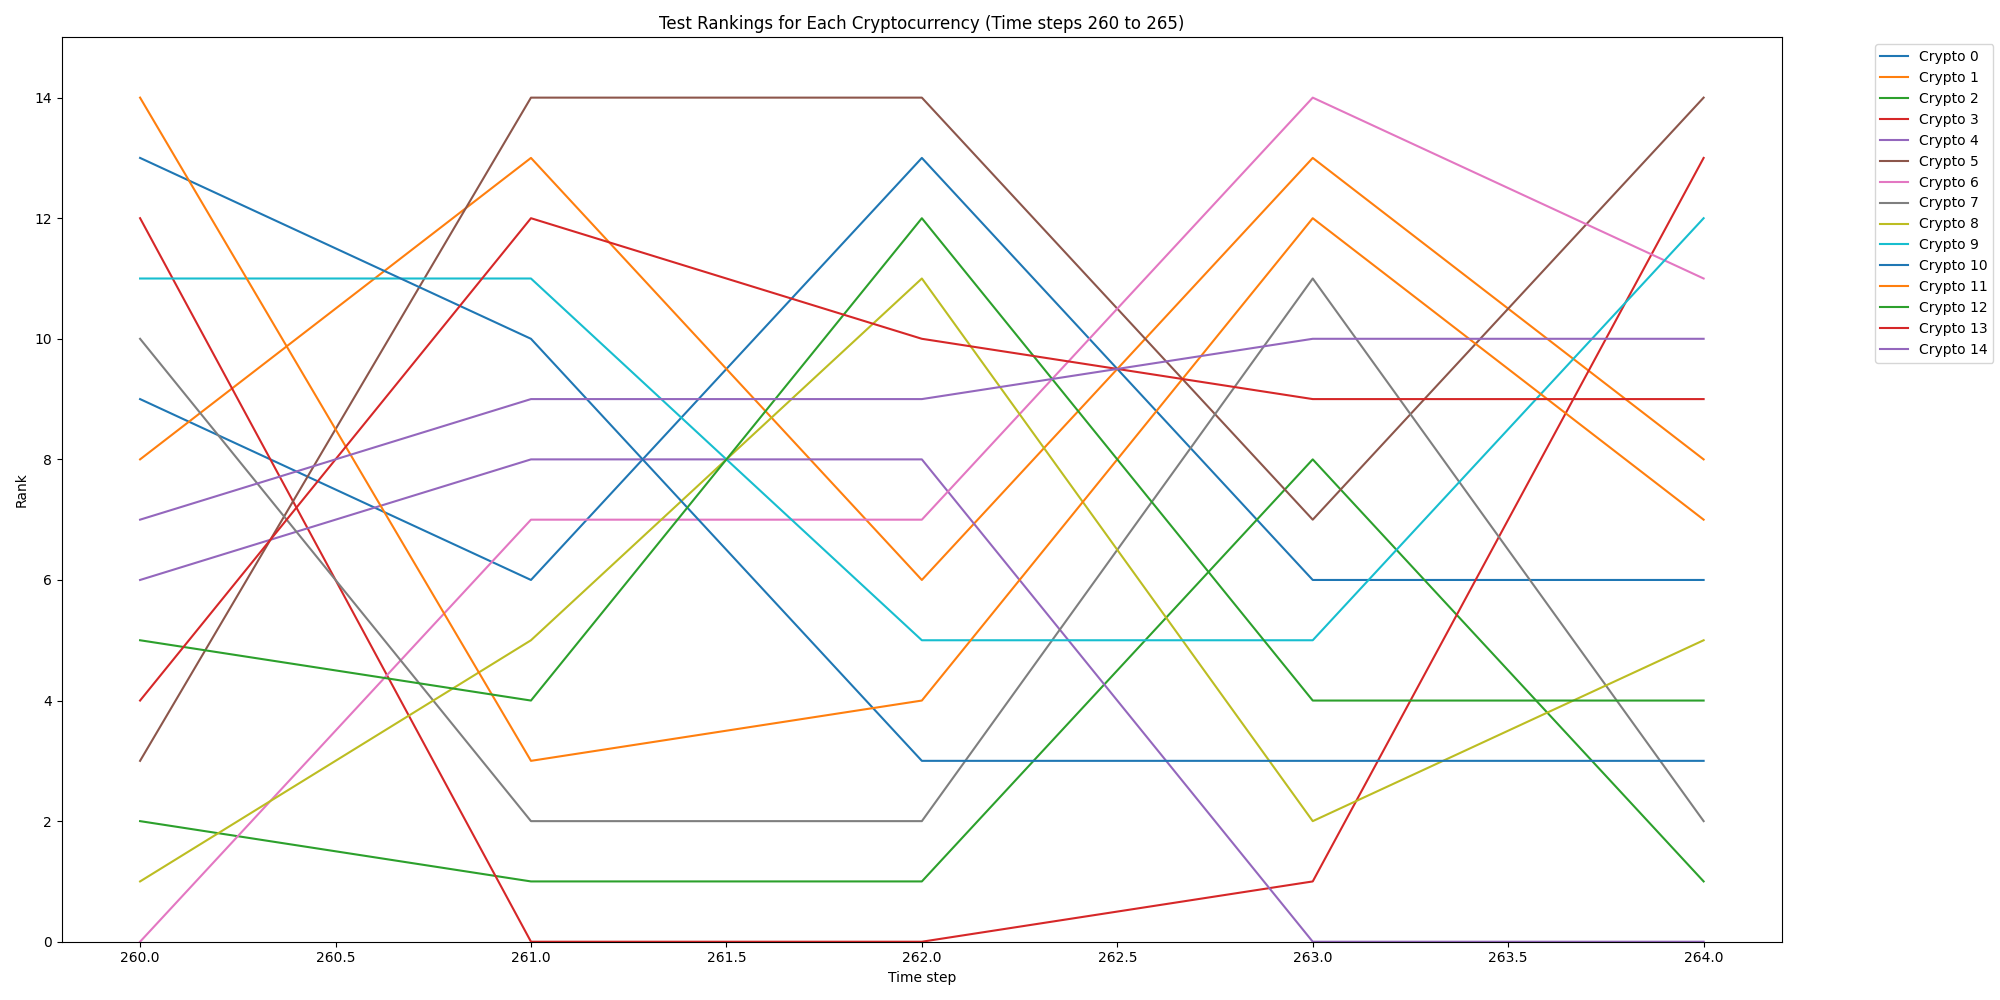 Test Rankings for Each Cryptocurrency (Time steps 260 to 265)
Rank
14
12
10
8
6
4
2
0
260.0 260.5 261.0 261.5 262.0 262.5 263.0 263.5 264.0
Time step
Crypto 0
Crypto 1
Crypto 2
Crypto 3
Crypto 4
Crypto 5
Crypto 6
Crypto 7
Crypto 8
Crypto 9
Crypto 10
Crypto 11
Crypto 12
Crypto 13
Crypto 14